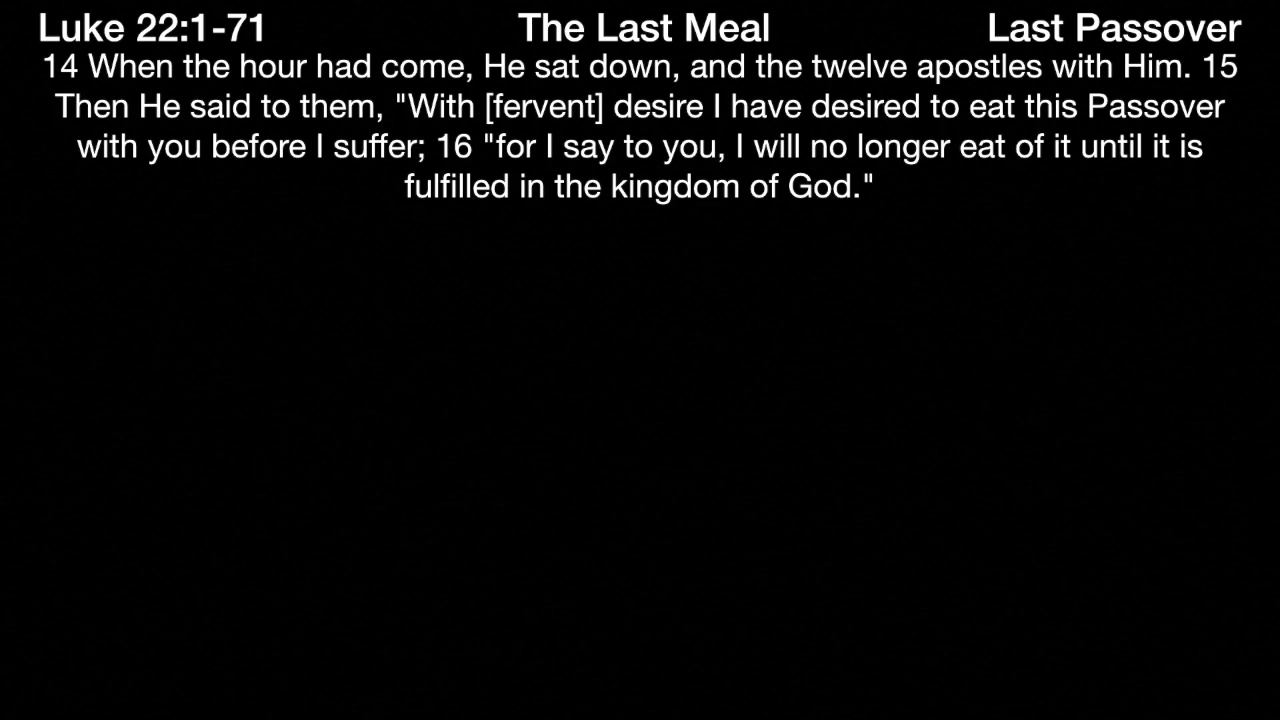 Luke 22:1-71 The Last Meal Last Passover
14 When the hour had come, He sat down, and the twelve apostles with Him. 15
Then He said to them, "With [fervent] desire I have desired to eat this Passover
with you before I suffer; 16 "for I say to you, I will no longer eat of it until it is
fulfilled in the kingdom of God."